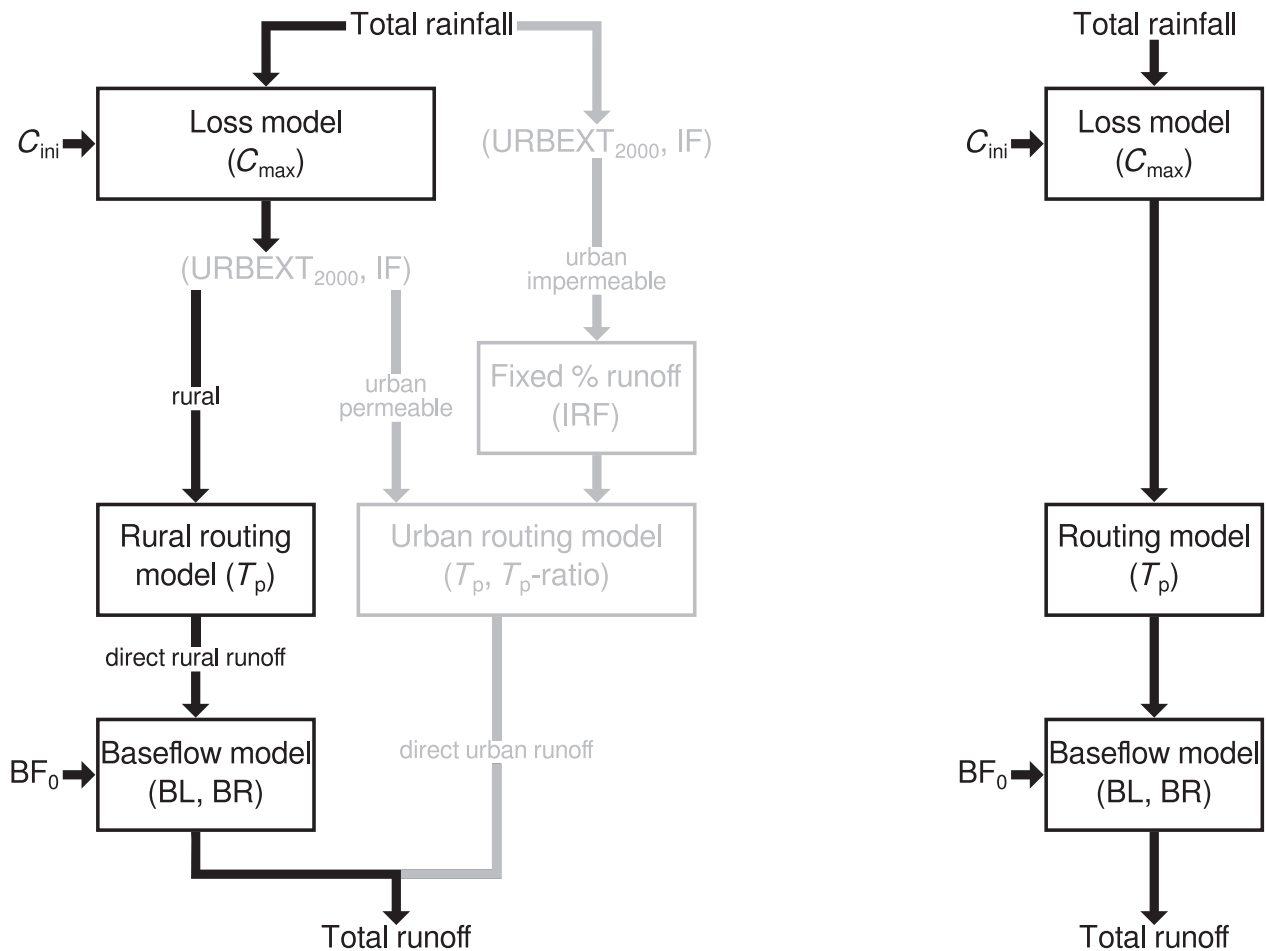 Total rainfall
Loss model
(C_max)
C_ini
(URBEXT_2000, IF)
(URBEXT_2000, IF)
urban
impermeable
Fixed % runoff
(IRF)
rural
urban
permeable
Rural routing
model (T_p)
Urban routing model
(T_p, T_p-ratio)
direct rural runoff
direct urban runoff
BF_0
Baseflow model
(BL, BR)
Total runoff
Total rainfall
C_ini
Loss model
(C_max)
Routing model
(T_p)
BF_0
Baseflow model
(BL, BR)
Total runoff